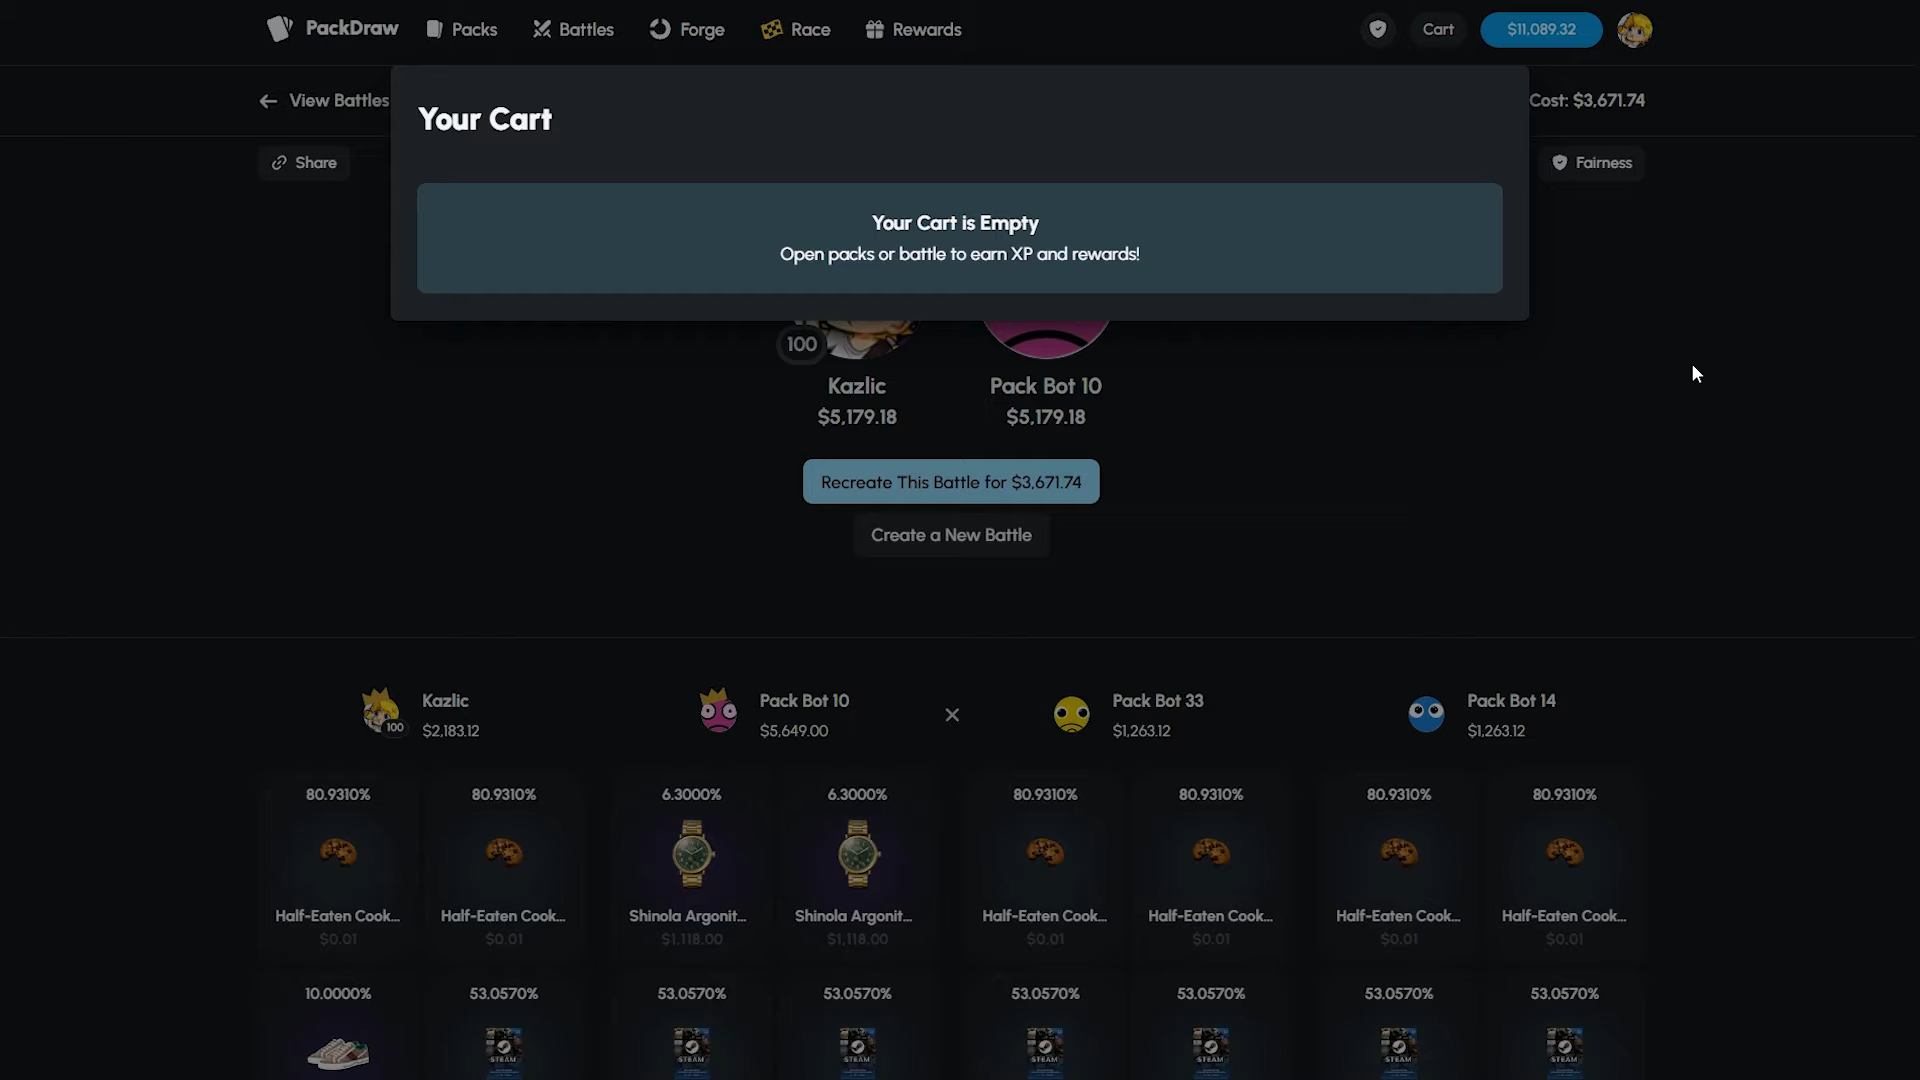 PackDraw
Packs
Battles
Forge
Race
Rewards
Cart
$11,089.32
View Battles
Your Cart
Cost: $3,671.74
Share
Fairness
Your Cart is Empty
Open packs or battle to earn XP and rewards!
100
Kazlic
Pack Bot 10
$5,179.18
$5,179.18
Recreate This Battle for $3,671.74
Create a New Battle
Kazlic
$2,183.12
100
Pack Bot 10
$5,649.00
Pack Bot 33
$1,263.12
Pack Bot 14
$1,263.12
80.9310%
80.9310%
6.3000%
6.3000%
80.9310%
80.9310%
80.9310%
80.9310%
Half-Eaten Cook...
Half-Eaten Cook...
Shinola Argonit...
Shinola Argonit...
Half-Eaten Cook...
Half-Eaten Cook...
Half-Eaten Cook...
Half-Eaten Cook...
$0.01
$0.01
$1,118.00
$1,118.00
$0.01
$0.01
$0.01
$0.01
10.0000%
53.0570%
53.0570%
53.0570%
53.0570%
53.0570%
53.0570%
53.0570%
STEAM
STEAM
STEAM
STEAM
STEAM
STEAM
STEAM